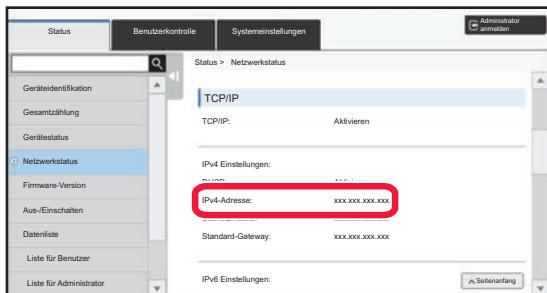 Status Benutzerkontrolle Systemeinstellungen Administrator anmelden
Status > Netzwerkstatus
Geräteidentifikation
Gesamtzählung
Gerätestatus
Netzwerkstatus
Firmware-Version
Aus-/Einschalten
Datenliste
Liste für Benutzer
Liste für Administrator
TCP/IP
TCP/IP: Aktivieren
IPv4 Einstellungen:
IPv4-Adresse: xxx.xxx.xxx.xxx
Standard-Gateway: xxx.xxx.xxx.xxx
IPv6 Einstellungen:
Seitenanfang